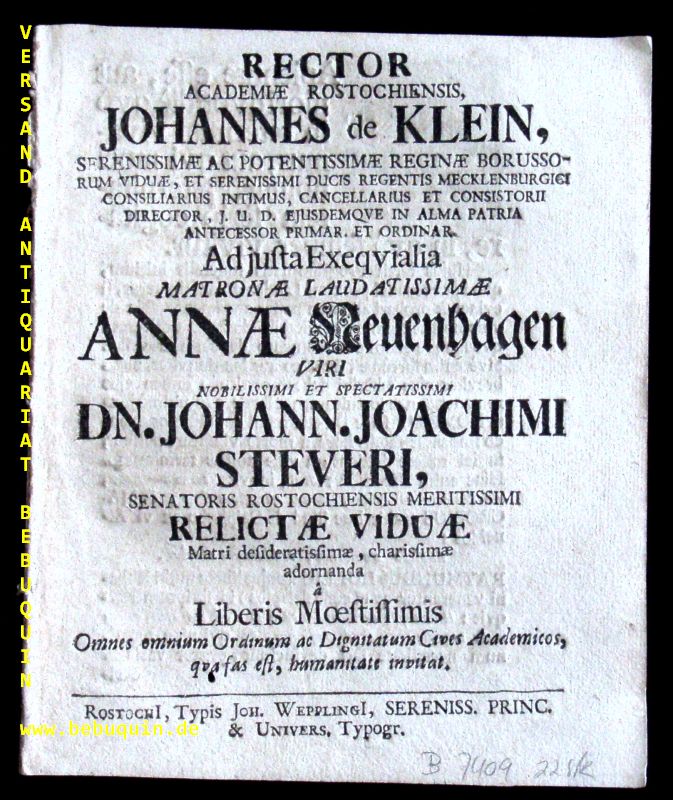 RECTOR
ACADEMIÆ ROSTOCHIENSIS,
JOHANNES de KLEIN,
SERENISSIMÆ AC POTENTISSIMÆ REGINÆ BORUSSO-
RUM VIDUÆ, ET SERENISSIMI DUCIS REGENTIS MECKLENBURGICI
CONSILIARIUS INTIMUS, CANCELLARIUS ET CONSISTORII
DIRECTOR, J. U. D. EJUSDEMQVE IN ALMA PATRIA
ANTECESSOR PRIMAR. ET ORDINAR.
Ad juſta Exeqvialia
MATRONÆ LAUDATISSIMÆ
ANNÆ Neuenhagen
VIRI
NOBILISSIMI ET SPECTATISSIMI
DN. JOHANN. JOACHIMI
STEVERI,
SENATORIS ROSTOCHIENSIS MERITISSIMI
RELICTÆ VIDUÆ
Matri deſideratiſſimæ, chariſſimæ
adornanda
â
Liberis Mœſtiſſimis
Omnes omnium Ordinum ac Dignitatum Cives Academicos,
qva fas eſt, humanitate invitat.
ROSTOCHI, Typis JOH. WEPPLINGI, SERENISS. PRINC.
& UNIVERS. Typogr.
B 7409
VERSAND ANTIQUARIAT BEBUQUIN
www.bebuquin.de